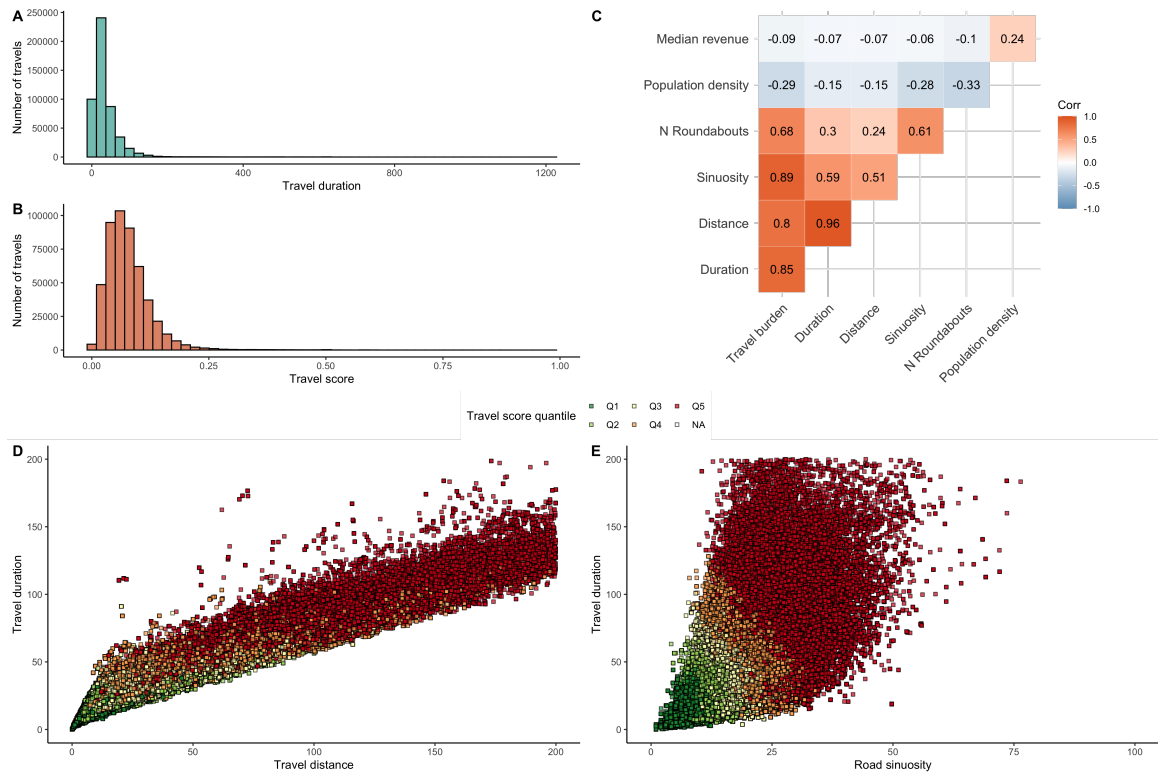 A
Number of travels
250000
200000
150000
100000
50000
0
0 400 800 1200
Travel duration
B
Number of travels
100000
75000
50000
25000
0
0.00 0.25 0.50 0.75 1.00
Travel score
C
Median revenue -0.09 -0.07 -0.07 -0.06 -0.1 0.24
Population density -0.29 -0.15 -0.15 -0.28 -0.33
N Roundabouts 0.68 0.3 0.24 0.61
Sinuosity 0.89 0.59 0.51
Distance 0.8 0.96
Duration 0.85
Travel burden
Duration
Distance
Sinuosity
N Roundabouts
Population density
Corr
1.0
0.5
0.0
-0.5
-1.0
Travel score quantile
Q1 Q3 Q5
Q2 Q4 NA
D
Travel duration
200
150
100
50
0
0 50 100 150 200
Travel distance
E
Travel duration
200
150
100
50
0
0 25 50 75 100
Road sinuosity